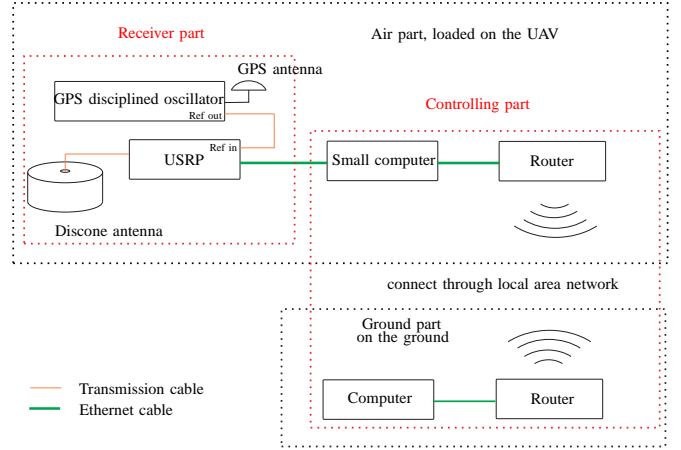 Receiver part
Air part, loaded on the UAV
GPS antenna
GPS disciplined oscillator
Ref out
Controlling part
Ref in
USRP
Small computer
Router
Discone antenna
connect through local area network
Ground part
on the ground
Transmission cable
Ethernet cable
Computer
Router